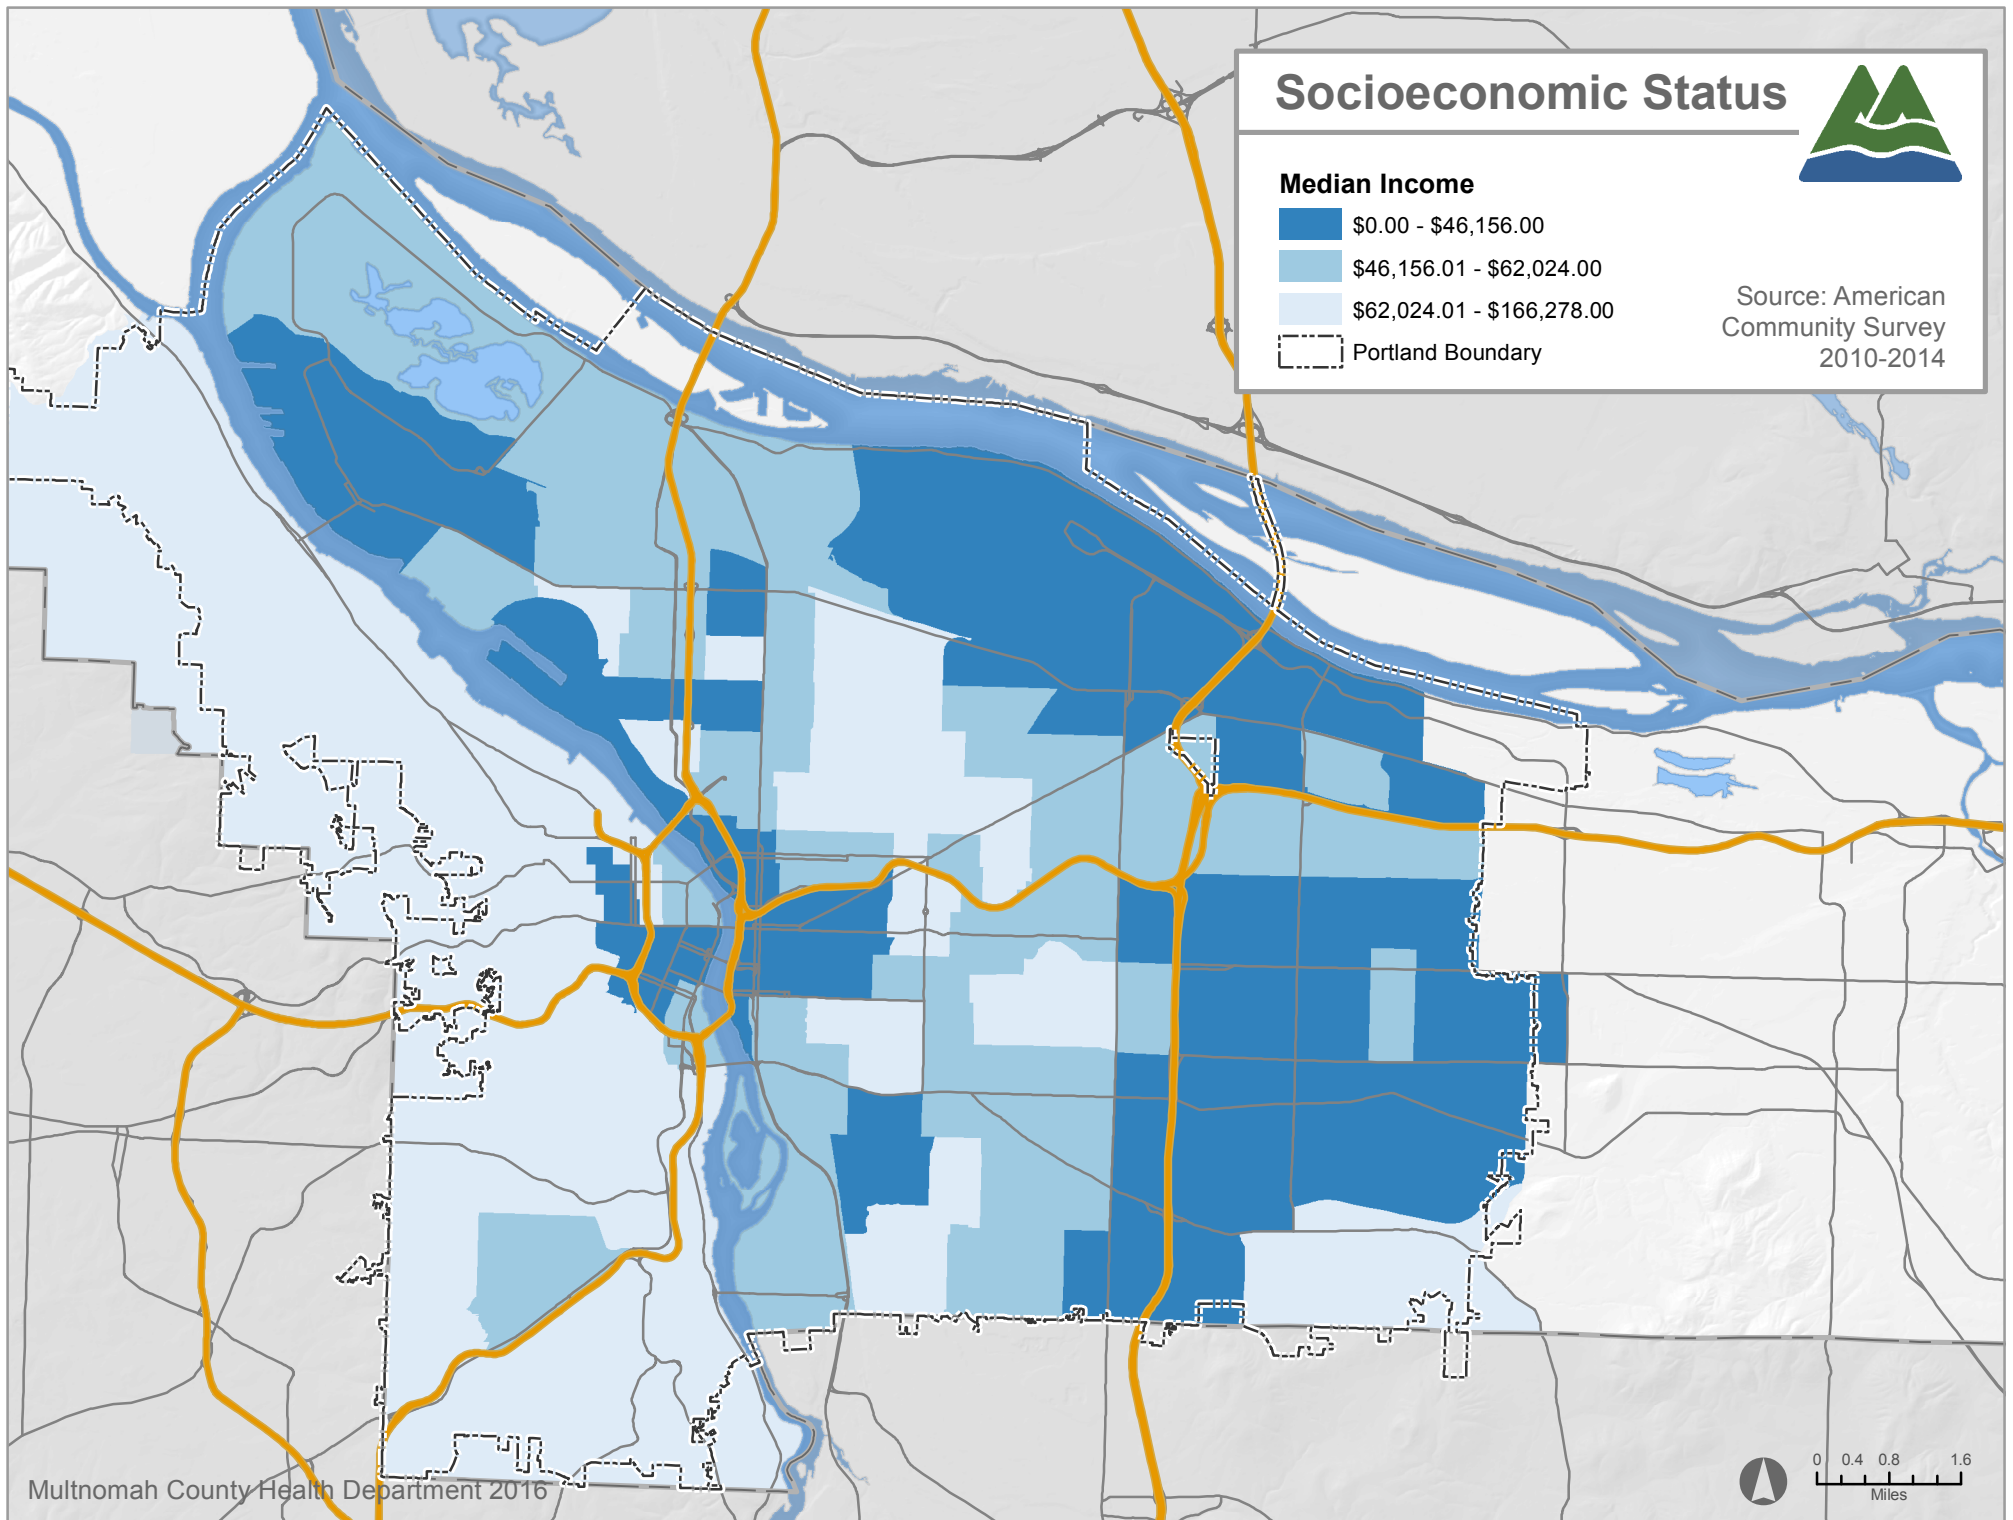 Socioeconomic Status
Median Income
$0.00 - $46,156.00
$46,156.01 - $62,024.00
$62,024.01 - $166,278.00
Portland Boundary
Source: American
Community Survey
2010-2014
Multnomah County Health Department 2016
0 0.4 0.8 1.6
Miles